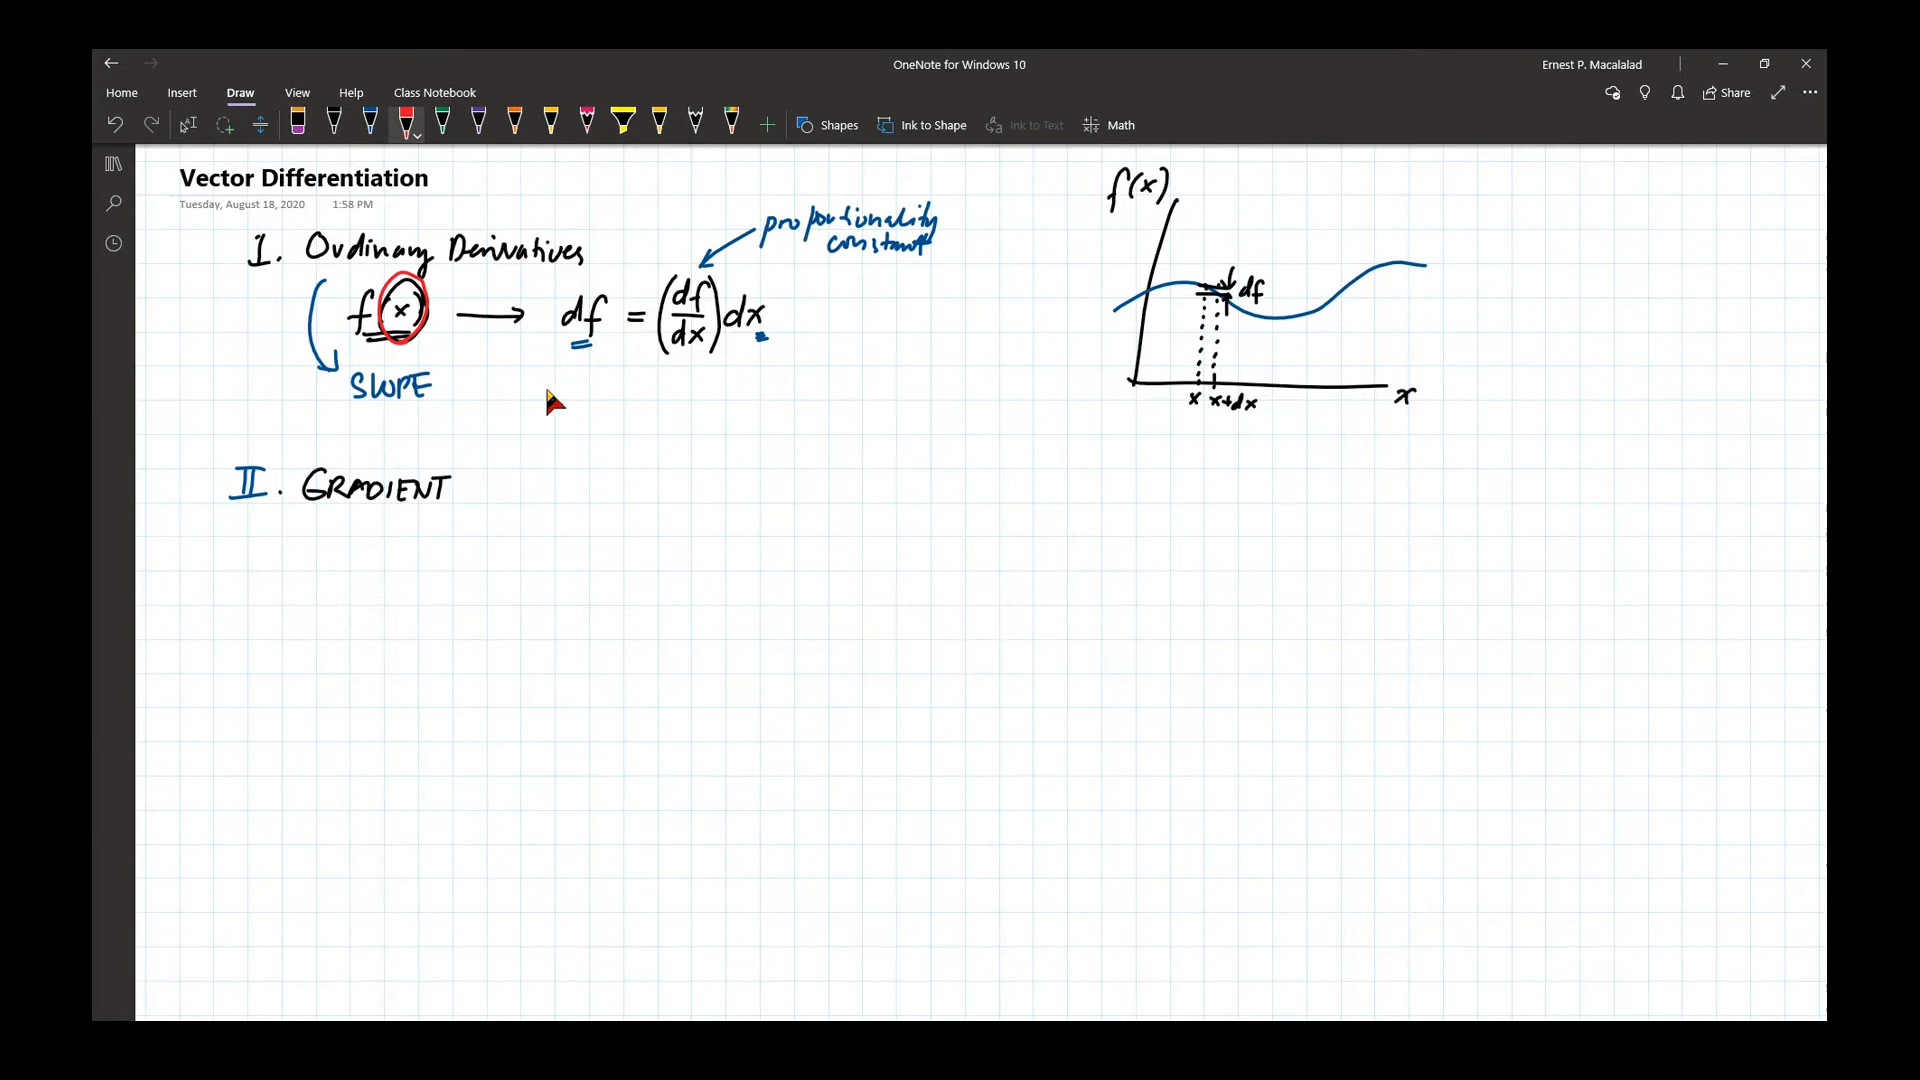 OneNote for Windows 10
Ernest P. Macalalad
Home Insert Draw View Help Class Notebook
Share
Shapes Ink to Shape Ink to Text Math
Vector Differentiation
Tuesday, August 18, 2020 1:58 PM
proportionality
constant
I. Ordinary Derivatives
f(x) → df = (df/dx) dx
SLOPE
II. GRADIENT
f(x)
df
x x+dx
x